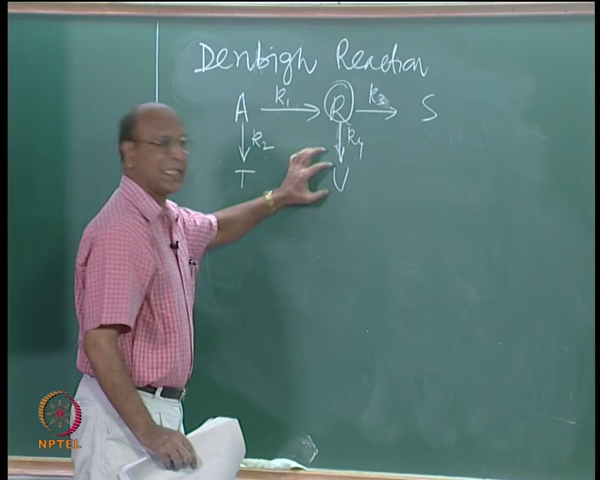 Denbigh Reaction
A k1 → R k3 → S
↓ k2 ↓ k4
T U
NPTEL